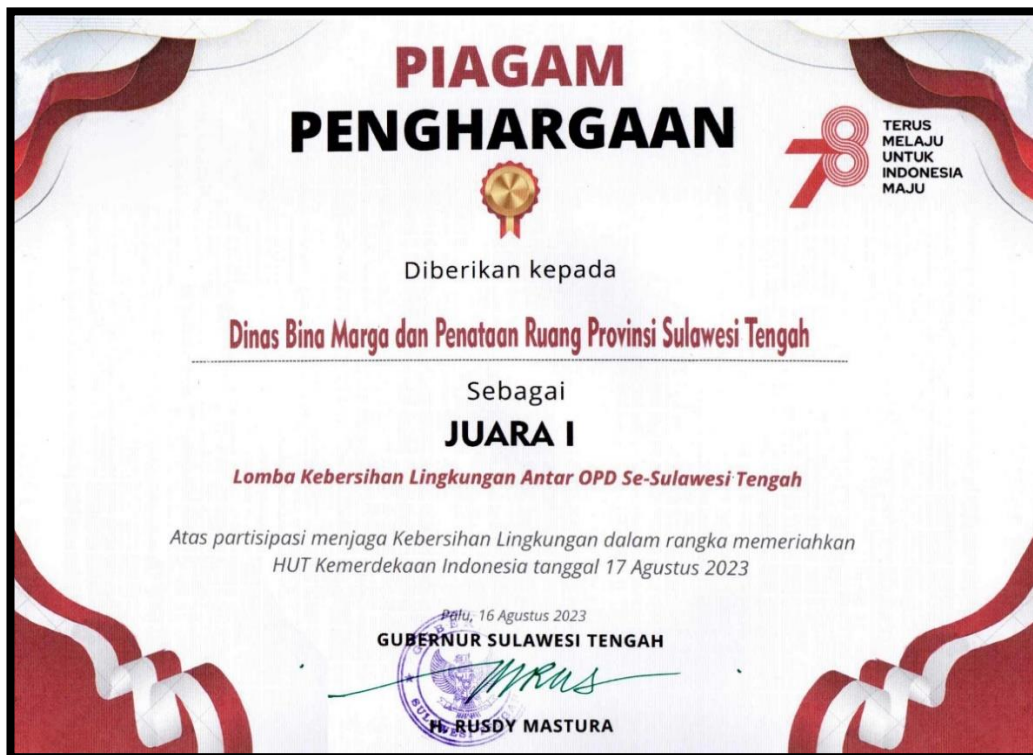 PIAGAM
PENGHARGAAN
78
TERUS
MELAJU
UNTUK
INDONESIA
MAJU
Diberikan kepada
Dinas Bina Marga dan Penataan Ruang Provinsi Sulawesi Tengah
Sebagai
JUARA I
Lomba Kebersihan Lingkungan Antar OPD Se-Sulawesi Tengah
Atas partisipasi menjaga Kebersihan Lingkungan dalam rangka memeriahkan
HUT Kemerdekaan Indonesia tanggal 17 Agustus 2023
Palu, 16 Agustus 2023
GUBERNUR SULAWESI TENGAH
H. RUSDY MASTURA